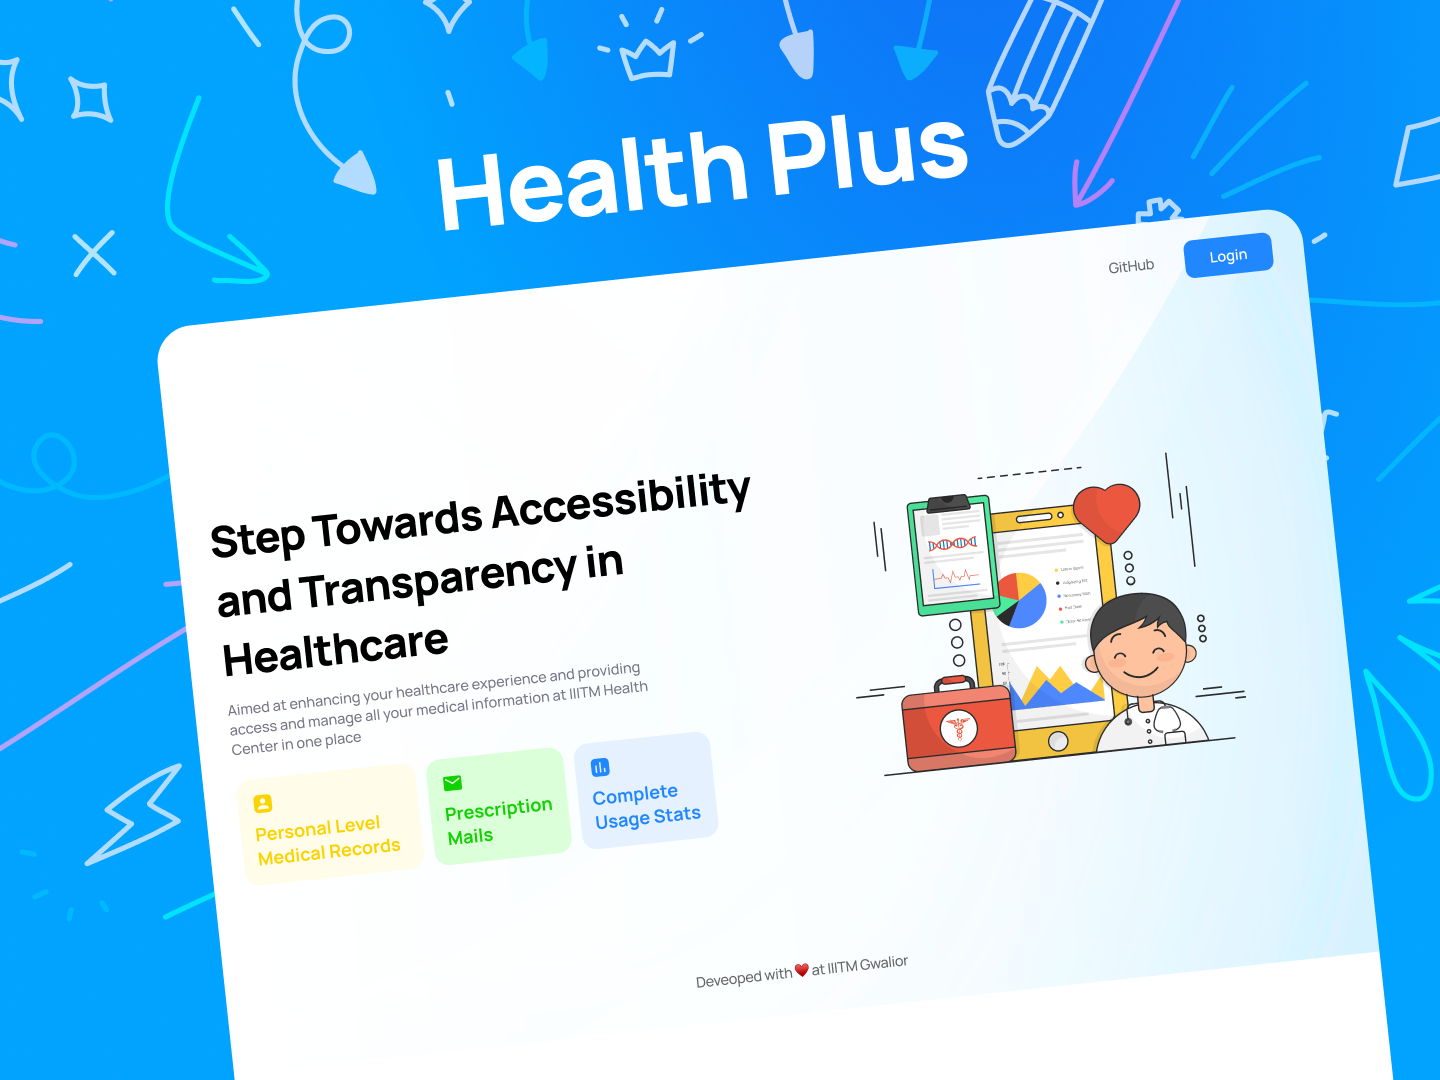 Health Plus
GitHub
Login
Step Towards Accessibility
and Transparency in
Healthcare
Aimed at enhancing your healthcare experience and providing
access and manage all your medical information at IIITM Health
Center in one place
Personal Level
Medical Records
Prescription
Mails
Complete
Usage Stats
Deveoped with ❤️ at IIITM Gwalior